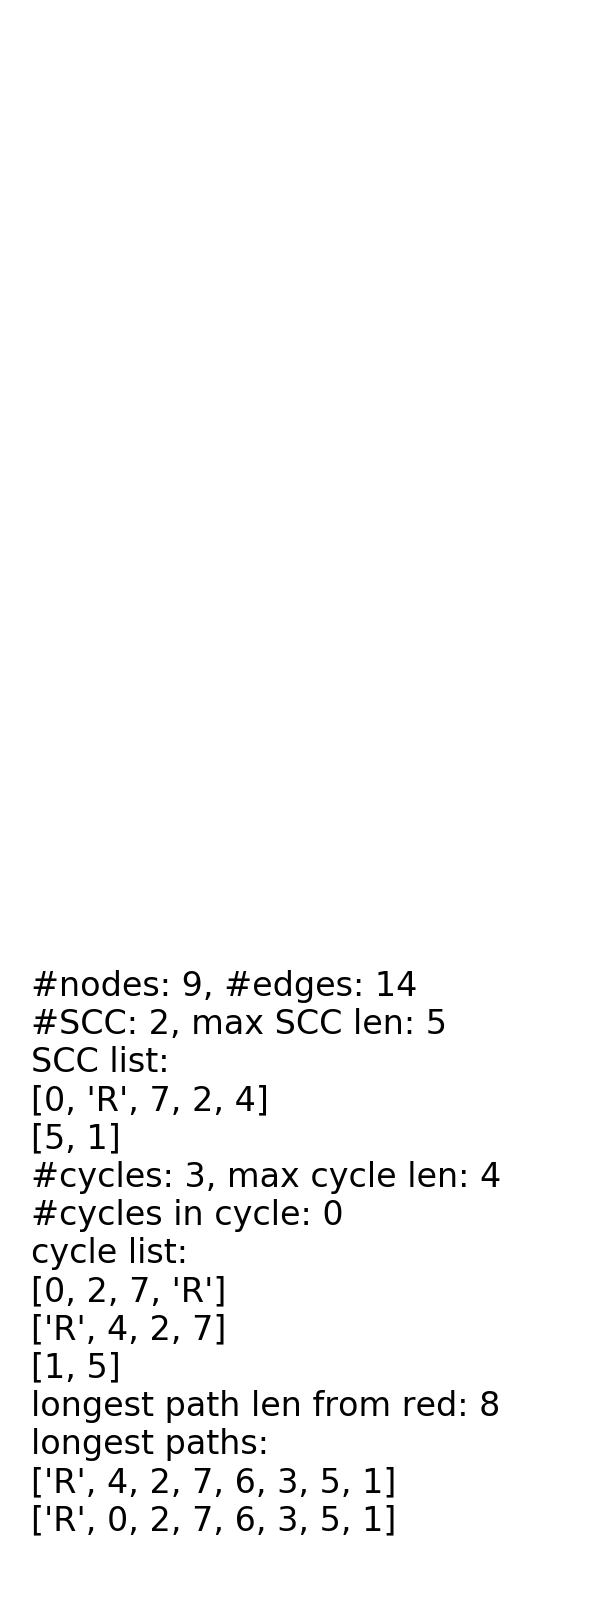 #nodes: 9, #edges: 14
#SCC: 2, max SCC len: 5
SCC list:
[0, 'R', 7, 2, 4]
[5, 1]
#cycles: 3, max cycle len: 4
#cycles in cycle: 0
cycle list:
[0, 2, 7, 'R']
['R', 4, 2, 7]
[1, 5]
longest path len from red: 8
longest paths:
['R', 4, 2, 7, 6, 3, 5, 1]
['R', 0, 2, 7, 6, 3, 5, 1]